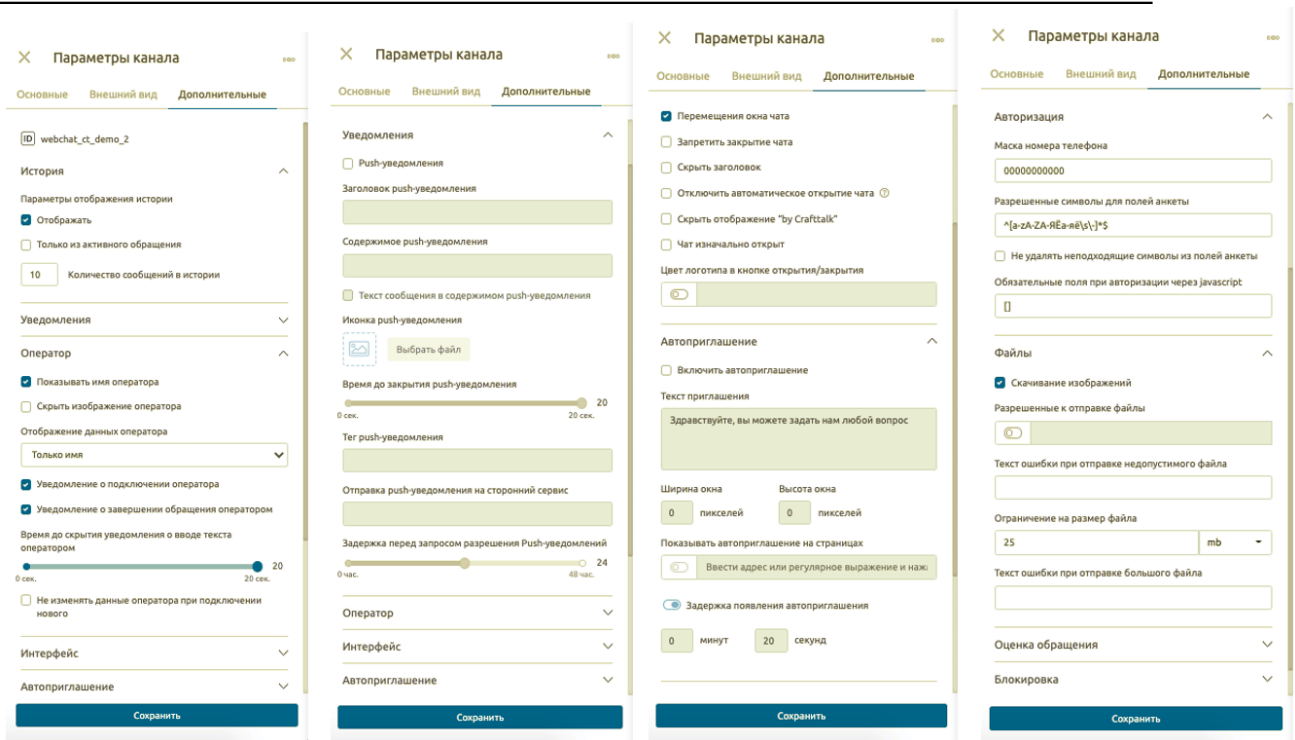 Параметры канала
Основные Внешний вид Дополнительные
ID webchat_ct_demo_2
История
Параметры отображения истории
Отображать
Только из активного обращения
10 Количество сообщений в истории
Уведомления
Оператор
Показывать имя оператора
Скрыть изображение оператора
Отображение данных оператора
Только имя
Уведомление о подключении оператора
Уведомление о завершении обращения оператором
Время до скрытия уведомления о вводе текста
оператором
20
0 сек. 20 сек.
Не изменять данные оператора при подключении
нового
Интерфейс
Автоприглашение
Сохранить
Параметры канала
Основные Внешний вид Дополнительные
Уведомления
Push-уведомления
Заголовок push-уведомления
Содержимое push-уведомления
Текст сообщения в содержимом push-уведомления
Иконка push-уведомления
Выбрать файл
Время до закрытия push-уведомления
20
0 сек. 20 сек.
Тег push-уведомления
Отправка push-уведомления на сторонний сервис
Задержка перед запросом разрешения Push-уведомлений
24
0 час. 48 час.
Оператор
Интерфейс
Автоприглашение
Сохранить
Параметры канала
Основные Внешний вид Дополнительные
Перемещения окна чата
Запретить закрытие чата
Скрыть заголовок
Отключить автоматическое открытие чата ?
Скрыть отображение "by Crafttalk"
Чат изначально открыт
Цвет логотипа в кнопке открытия/закрытия
Автоприглашение
Включить автоприглашение
Текст приглашения
Здравствуйте, вы можете задать нам любой вопрос
Ширина окна Высота окна
0 пикселей 0 пикселей
Показывать автоприглашение на страницах
Ввести адрес или регулярное выражение и нажа
Задержка появления автоприглашения
0 минут 20 секунд
Сохранить
Параметры канала
Основные Внешний вид Дополнительные
Авторизация
Маска номера телефона
00000000000
Разрешенные символы для полей анкеты
^[a-zA-ZА-ЯЁа-яё\s\-]*$
Не удалять неподходящие символы из полей анкеты
Обязательные поля при авторизации через javascript
[]
Файлы
Скачивание изображений
Разрешенные к отправке файлы
Текст ошибки при отправке недопустимого файла
Ограничение на размер файла
25 mb
Текст ошибки при отправке большого файла
Оценка обращения
Блокировка
Сохранить